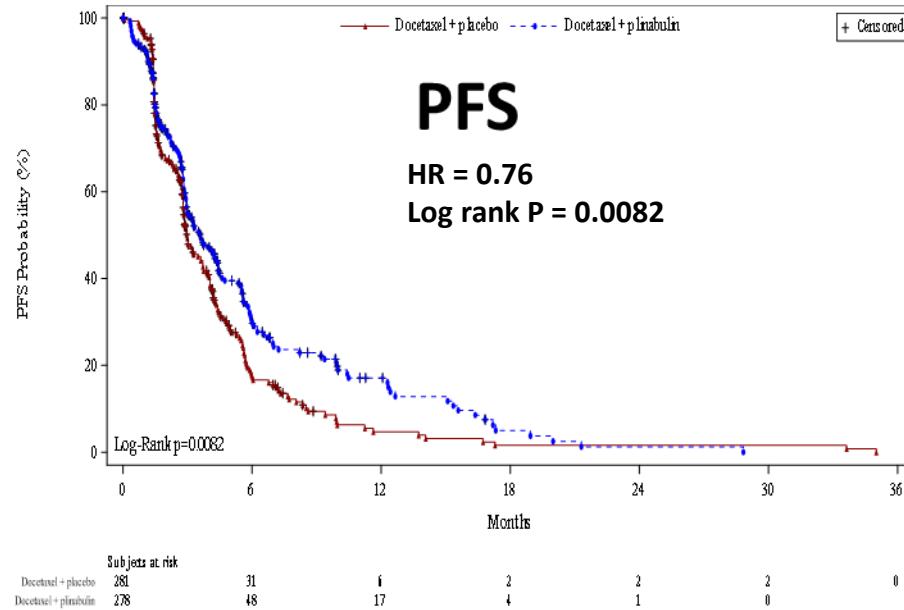 Docetaxel + placebo Docetaxel + plinabulin + Censored
PFS
HR = 0.76
Log rank P = 0.0082
PFS Probability (%)
100
80
60
40
20
0
Log-Rank p=0.0082
0 6 12 18 24 30 36
Months
Subjects at risk
Docetaxel + placebo 281 31 6 2 2 2 0
Docetaxel + plinabulin 278 48 17 4 1 0